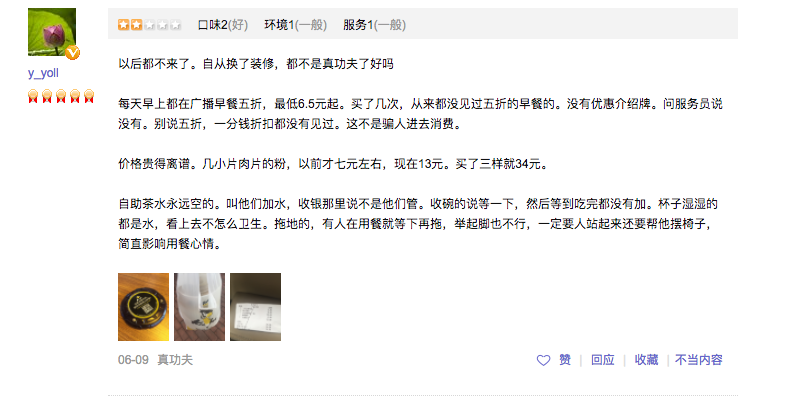 口味2(好) 环境1(一般) 服务1(一般)
y_yoll
以后都不来了。自从换了装修，都不是真功夫了好吗
每天早上都在广播早餐五折，最低6.5元起。买了几次，从来都没见过五折的早餐的。没有优惠介绍牌。问服务员说
没有。别说五折，一分钱折扣都没有见过。这不是骗人进去消费。
价格贵得离谱。几小片肉片的粉，以前才七元左右，现在13元。买了三样就34元。
自助茶水永远空的。叫他们加水，收银那里说不是他们管。收碗的说等一下，然后等到吃完都没有加。杯子湿湿的
都是水，看上去不怎么卫生。拖地的，有人在用餐就等下再拖，举起脚也不行，一定要人站起来还要帮他摆椅子，
简直影响用餐心情。
06-09 真功夫 赞 | 回应 | 收藏 | 不当内容